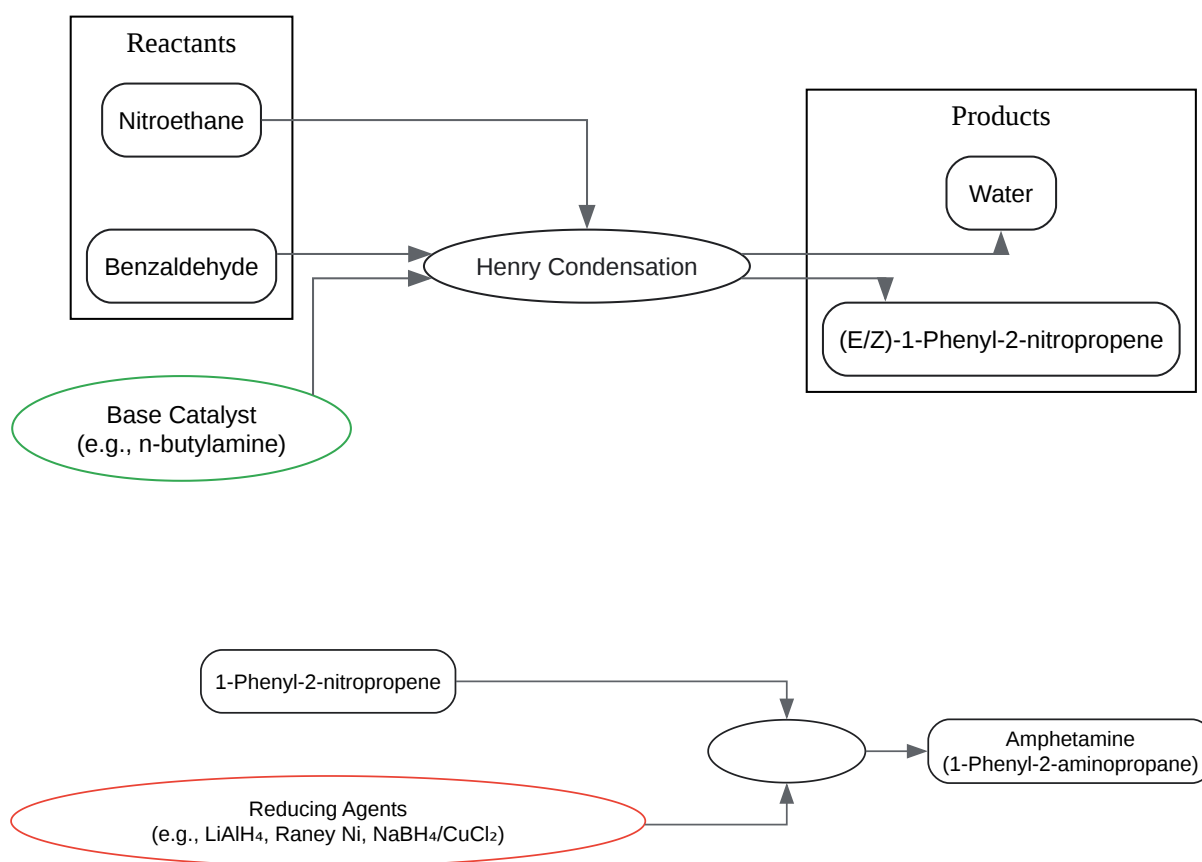 Reactants
Nitroethane
Benzaldehyde
Henry Condensation
Products
Water
(E/Z)-1-Phenyl-2-nitropropene
Base Catalyst
(e.g., n-butylamine)
1-Phenyl-2-nitropropene
Amphetamine
(1-Phenyl-2-aminopropane)
Reducing Agents
(e.g., LiAlH₄, Raney Ni, NaBH₄/CuCl₂)